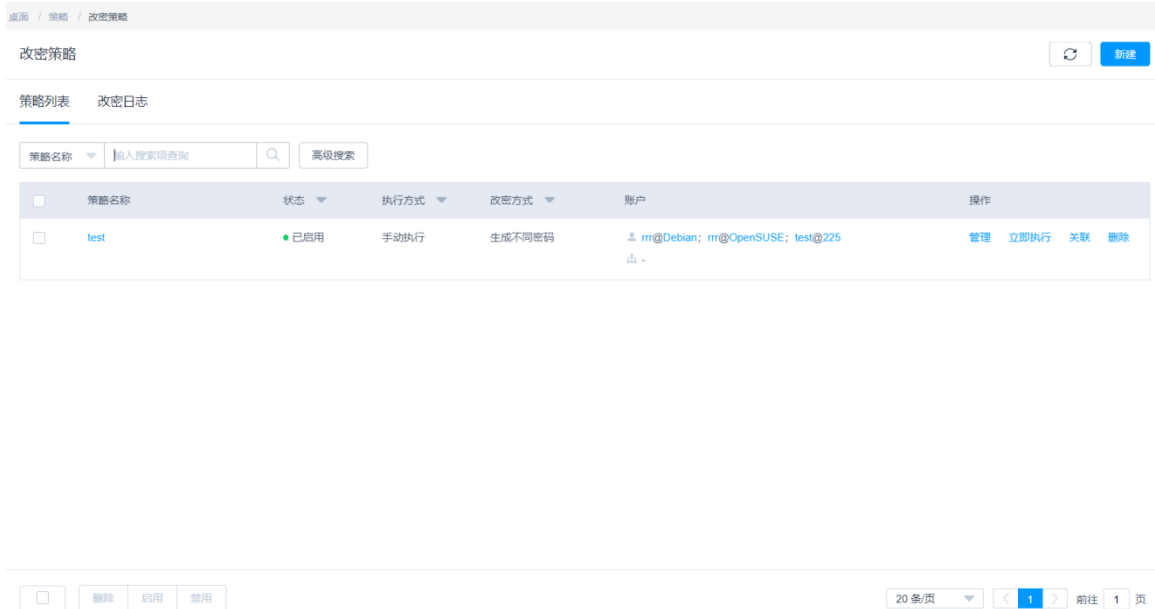 桌面 / 策略 / 改密策略
改密策略 新建
策略列表 改密日志
策略名称 输入搜索项查询 高级搜索
策略名称 状态 执行方式 改密方式 账户 操作
test 已启用 手动执行 生成不同密码 rrr@Debian; rrr@OpenSUSE; test@225 管理 立即执行 关联 删除
-
删除 启用 禁用 20 条/页 1 前往 1 页